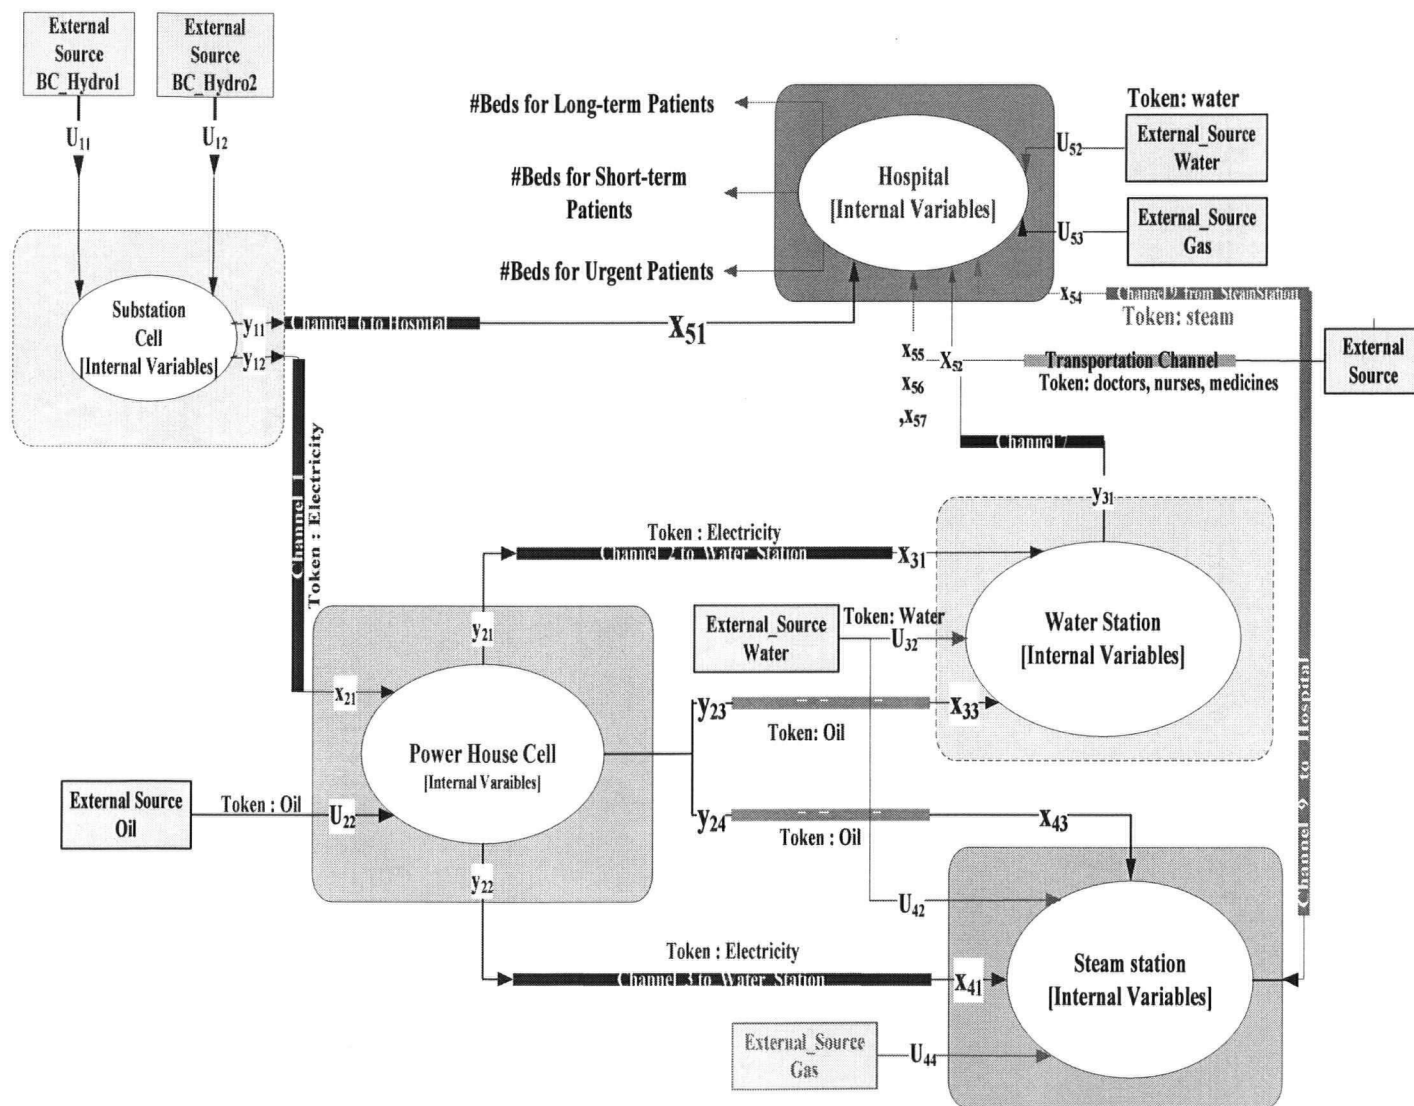 External
Source
BC_Hydro1
External
Source
BC_Hydro2
U11
U12
#Beds for Long-term Patients
#Beds for Short-term
Patients
#Beds for Urgent Patients
Hospital
[Internal Variables]
Token: water
External_Source
Water
U52
External_Source
Gas
U53
Substation
Cell
[Internal Variables]
y11
Channel 6 to Hospital
X51
y12
x54
Channel 9 from SteamStation
Token: steam
x55
x56
,x57
X52
Transportation Channel
Token: doctors, nurses, medicines
External
Source
Channel 7
y31
Channel 1
Token : Electricity
Token : Electricity
Channel 2 to Water Station
x31
y21
External_Source
Water
Token: Water
U32
Water Station
[Internal Variables]
x21
y23
x33
Token: Oil
Power House Cell
[Internal Varaibles]
External Source
Oil
Token : Oil
U22
y24
x43
Token : Oil
y22
U42
Channel 9 to Hospital
Token : Electricity
Channel 3 to Water Station
x41
Steam station
[Internal Variables]
External_Source
Gas
U44